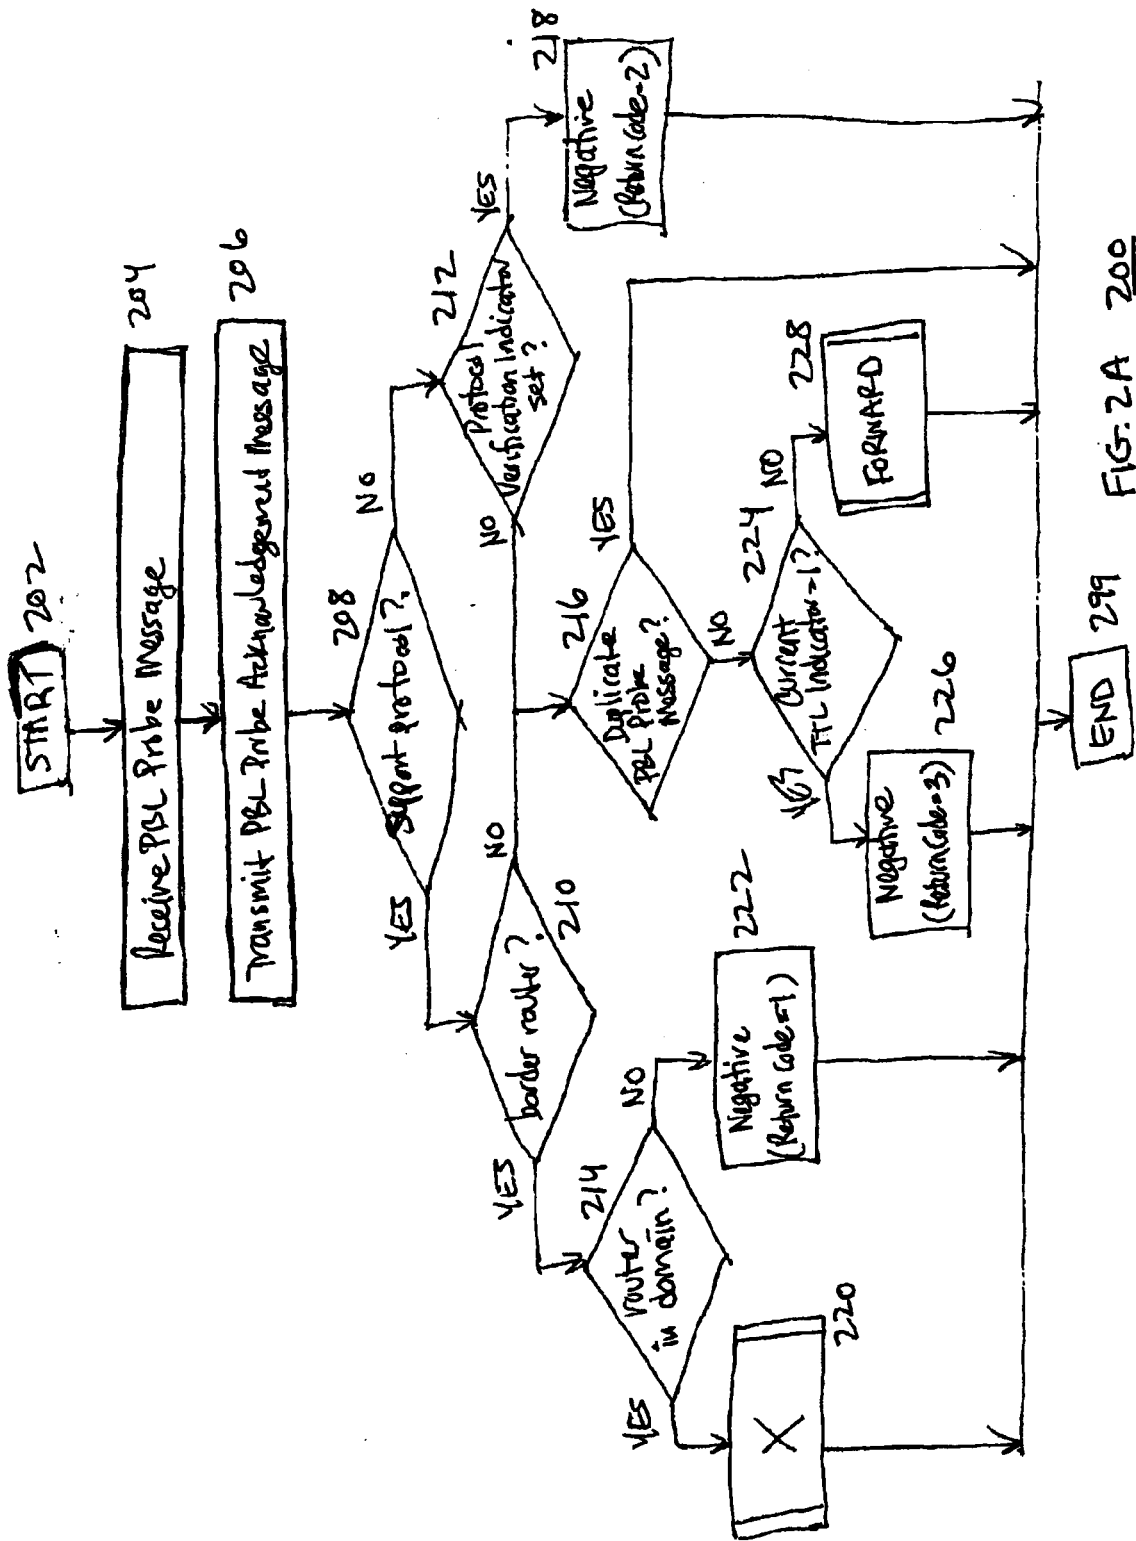 START
202
Receive PBL Probe Message
204
Transmit PBL Probe Acknowledgement Message
206
208
Support protocol?
YES
NO
210
border router?
YES
NO
212
Protocol
Verification Indicator
set?
NO
YES
214
router
in domain?
YES
NO
216
Duplicate
PBL Probe
Message?
YES
NO
218
Negative
(Return Code=2)
X
220
222
Negative
(Return Code=1)
224
Current
TTL Indicator=1?
YES
NO
226
Negative
(Return Code=3)
228
FORWARD
END
299
FIG. 2A 200